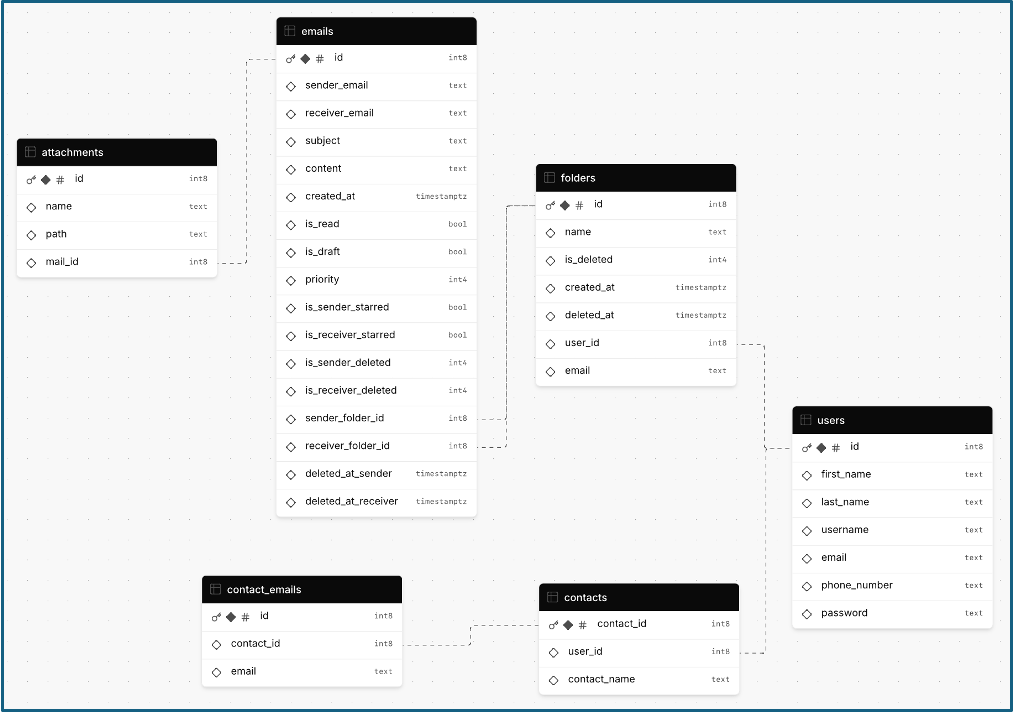 emails
# id int8
sender_email text
receiver_email text
subject text
content text
created_at timestamptz
is_read bool
is_draft bool
priority int4
is_sender_starred bool
is_receiver_starred bool
is_sender_deleted int4
is_receiver_deleted int4
sender_folder_id int8
receiver_folder_id int8
deleted_at_sender timestamptz
deleted_at_receiver timestamptz
attachments
# id int8
name text
path text
mail_id int8
folders
# id int8
name text
is_deleted int4
created_at timestamptz
deleted_at timestamptz
user_id int8
email text
users
# id int8
first_name text
last_name text
username text
email text
phone_number text
password text
contact_emails
# id int8
contact_id int8
email text
contacts
# contact_id int8
user_id int8
contact_name text